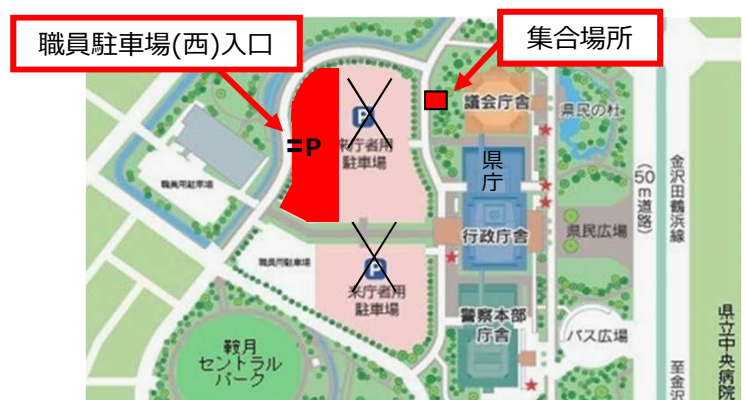 職員駐車場(西)入口
集合場所
議会庁舎
県民の杜
P
P
来庁者用
駐車場
県庁
職員用駐車場
金沢田鶴浜線
(50m道路)
行政庁舎
県民広場
職員用駐車場
P
来庁者用
駐車場
警察本部
庁舎
バス広場
県立中央病院
至金沢
鞍月
セントラル
パーク